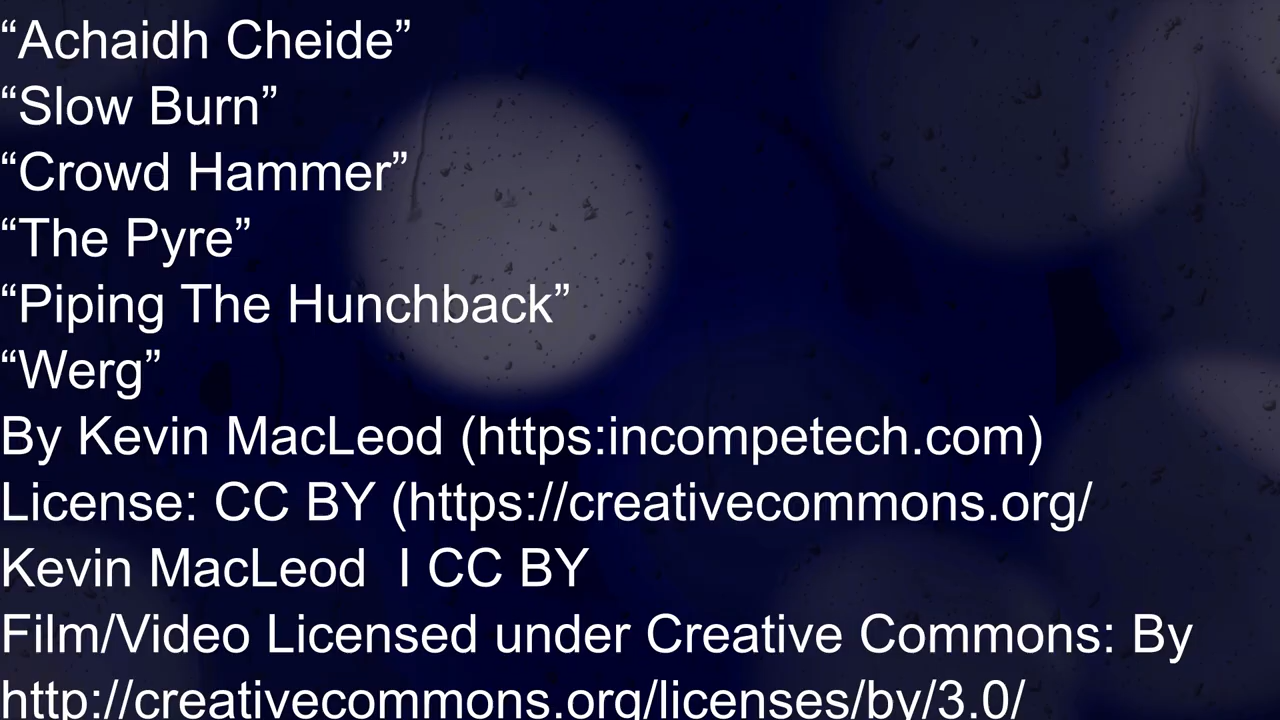 “Achaidh Cheide”
“Slow Burn”
“Crowd Hammer”
“The Pyre”
“Piping The Hunchback”
“Werg”
By Kevin MacLeod (https:incompetech.com)
License: CC BY (https://creativecommons.org/
Kevin MacLeod  I CC BY
Film/Video Licensed under Creative Commons: By
http://creativecommons.org/licenses/by/3.0/